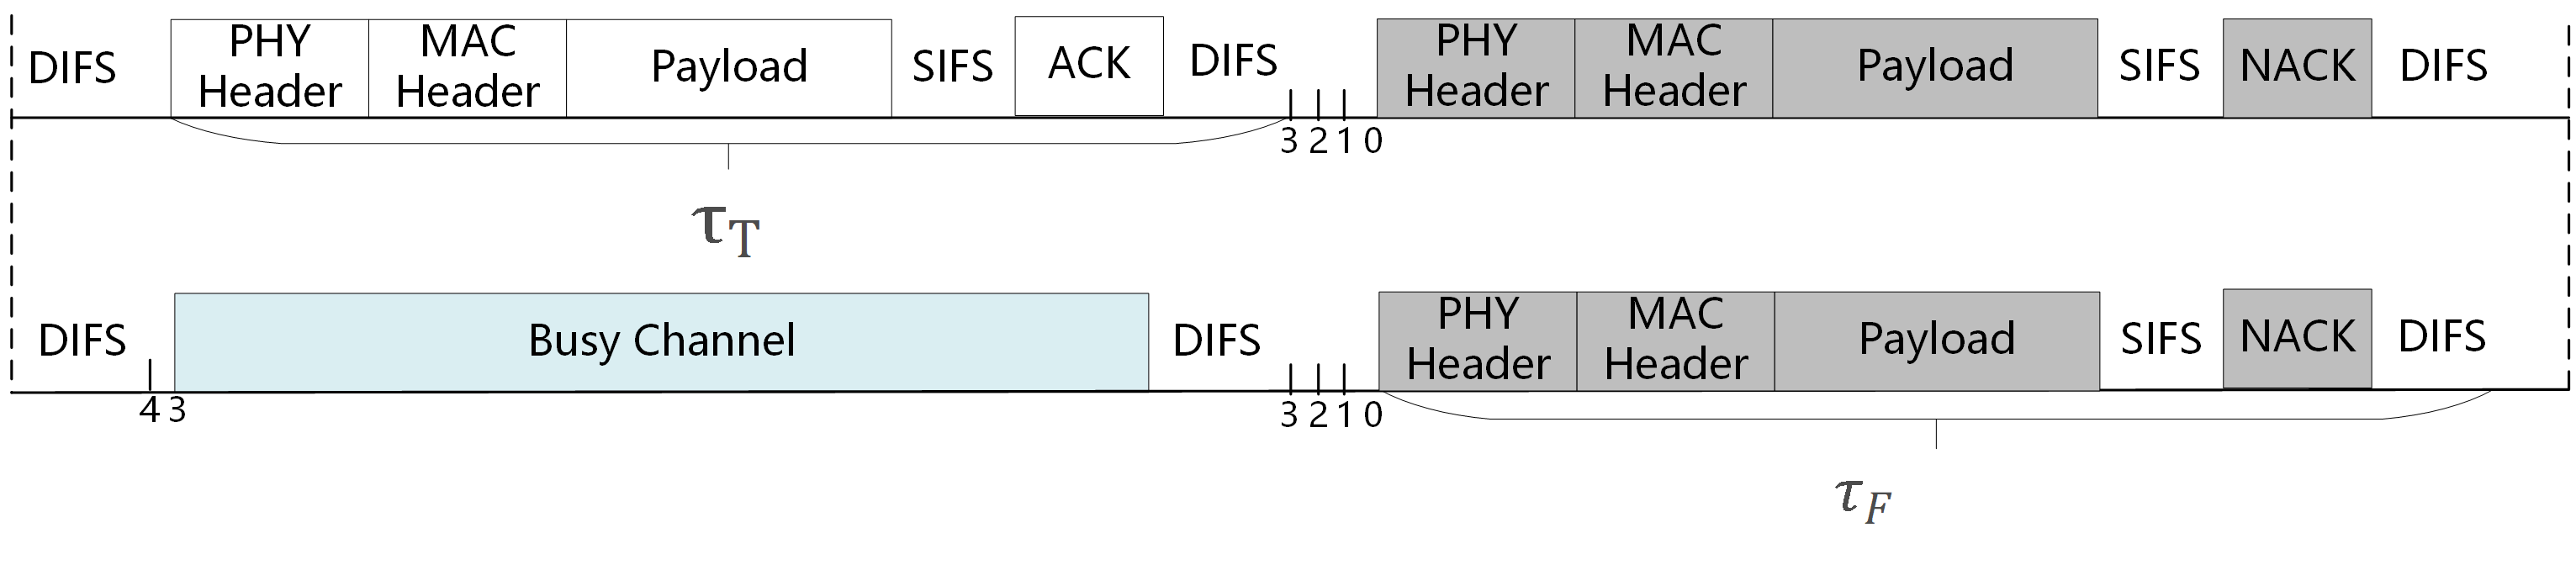 DIFS PHY Header MAC Header Payload SIFS ACK DIFS PHY Header MAC Header Payload SIFS NACK DIFS
3 2 1 0
τT
DIFS Busy Channel DIFS PHY Header MAC Header Payload SIFS NACK DIFS
4 3 3 2 1 0
τF